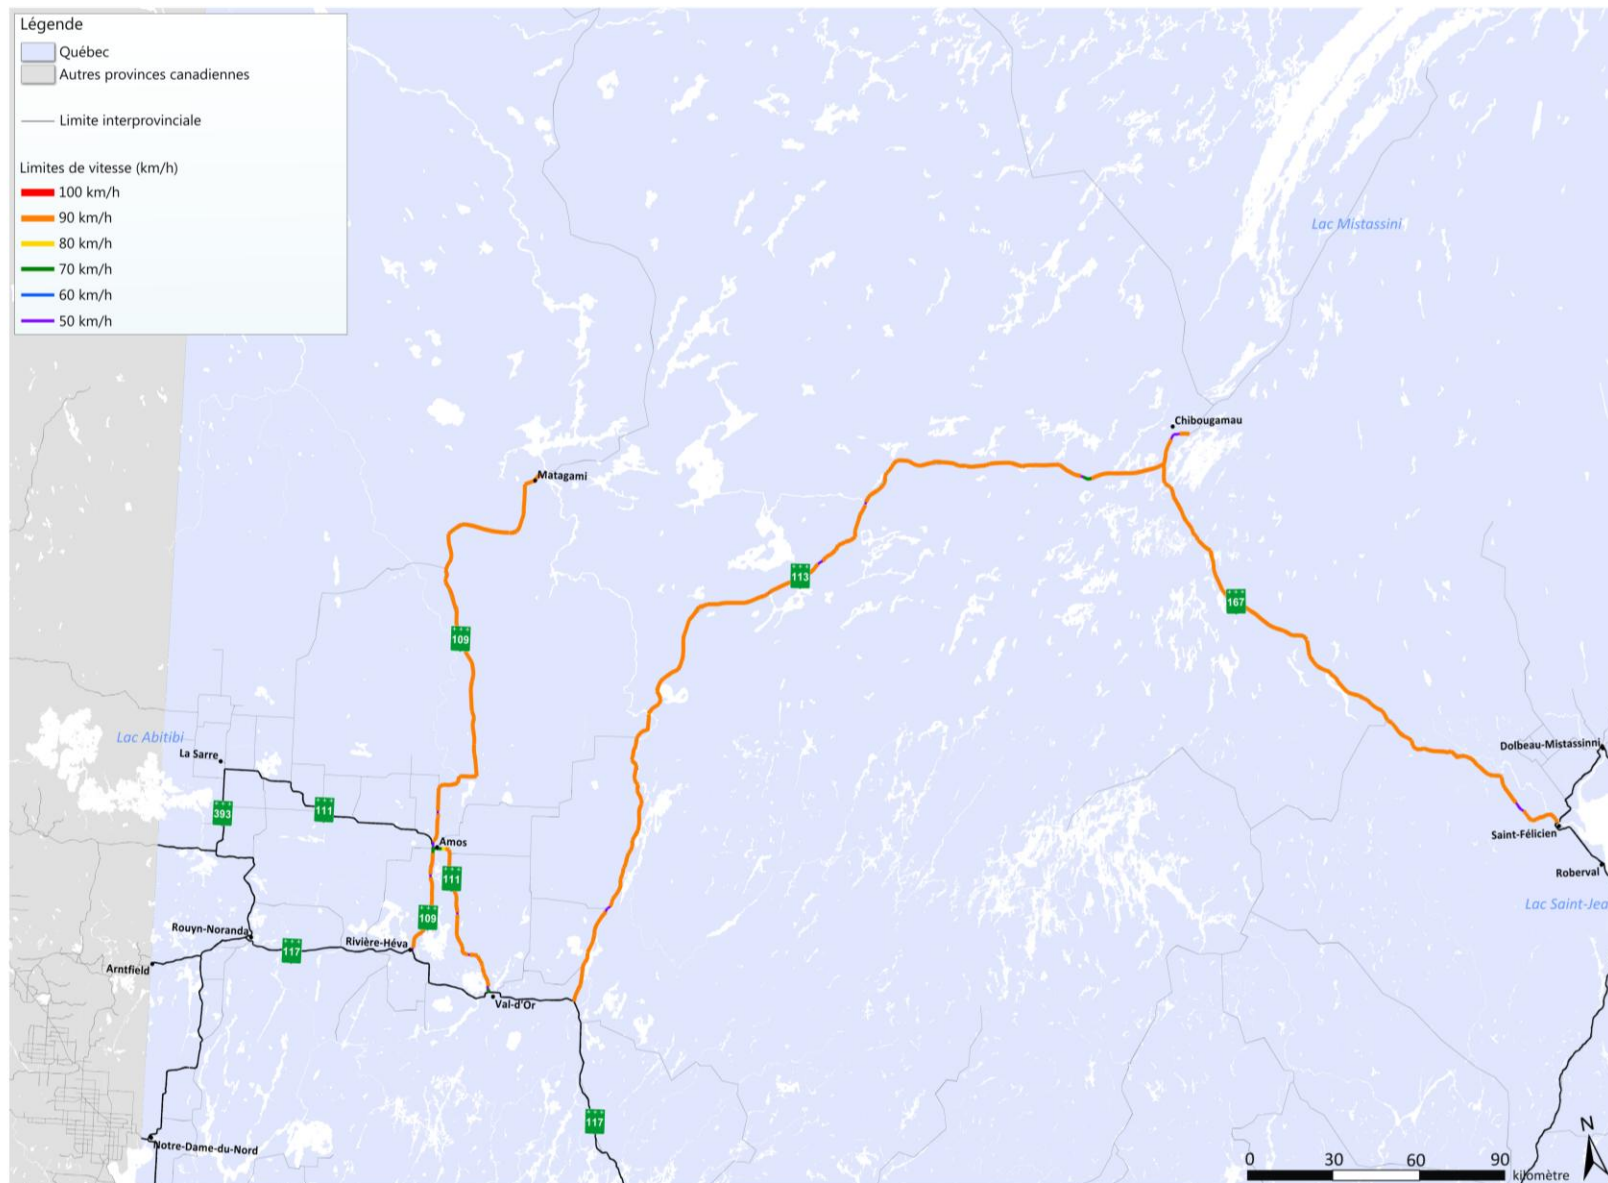 Légende
Québec
Autres provinces canadiennes
Limite interprovinciale
Limites de vitesse (km/h)
100 km/h
90 km/h
80 km/h
70 km/h
60 km/h
50 km/h
Lac Mistassini
Chibougamau
Matagami
113
167
109
Lac Abitibi
La Sarre
Dolbeau-Mistassinni
393
111
Saint-Félicien
Amos
Roberval
111
Lac Saint-Jea
109
Rouyn-Noranda
Rivière-Héva
117
Arntfield
Val-d'Or
117
Notre-Dame-du-Nord
N
0 30 60 90
kilomètre